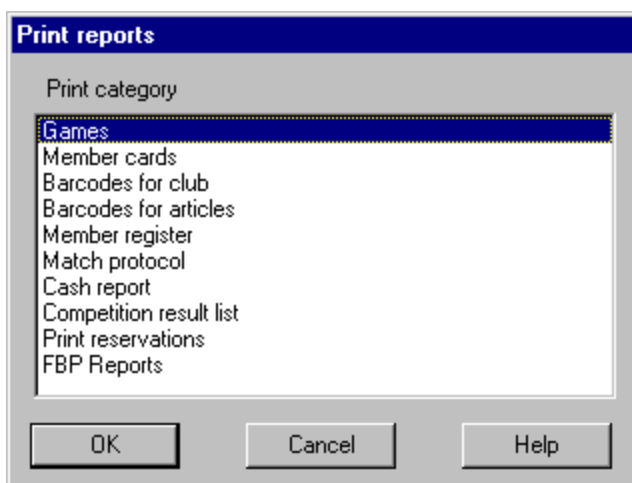 Print reports
Print category
Games
Member cards
Barcodes for club
Barcodes for articles
Member register
Match protocol
Cash report
Competition result list
Print reservations
FBP Reports
OK Cancel Help